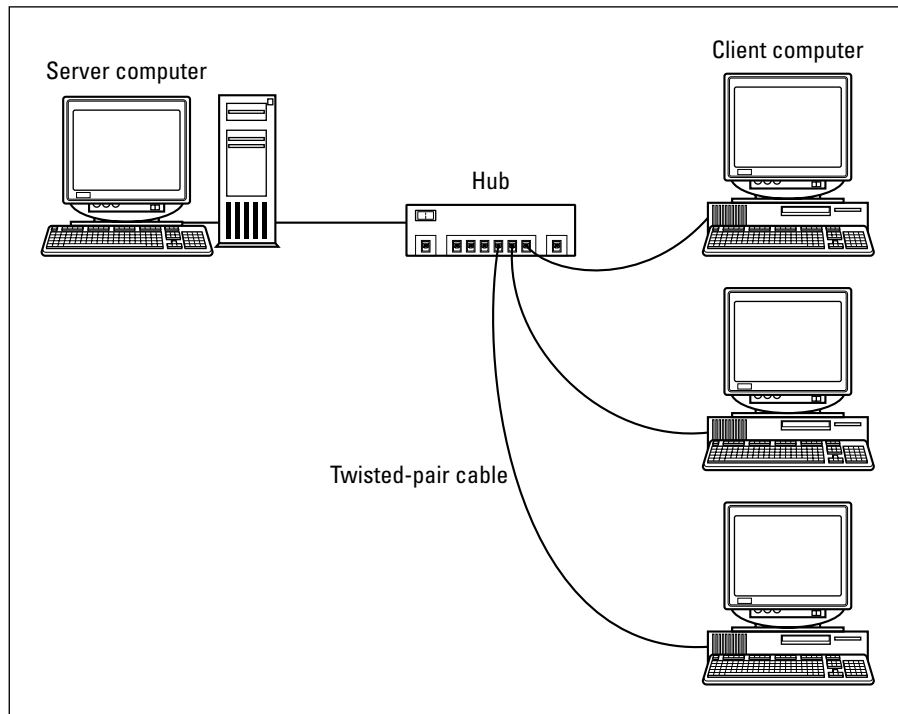 Server computer
Client computer
Hub
Twisted-pair cable